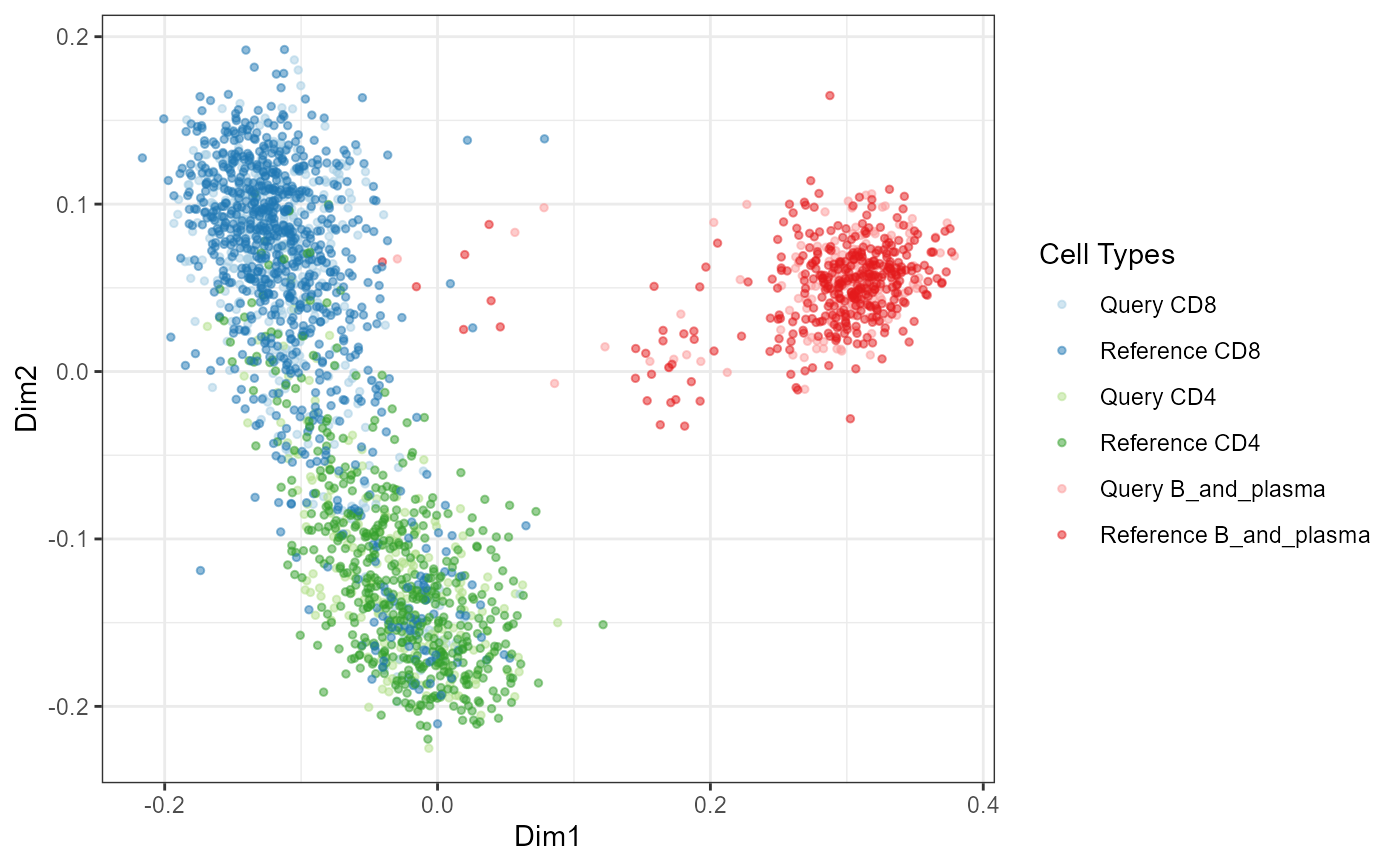 0.2
0.1
0.0
-0.1
-0.2
Dim2
-0.2
0.0
0.2
0.4
Dim1
Cell Types
Query CD8
Reference CD8
Query CD4
Reference CD4
Query B_and_plasma
Reference B_and_plasma